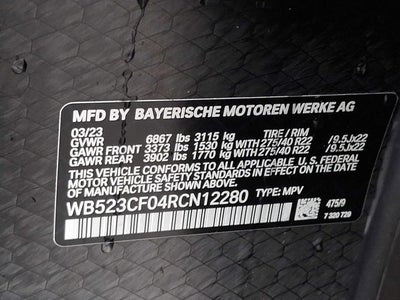 MFD BY BAYERISCHE MOTOREN WERKE AG
03/23 TIRE / RIM
GVWR 6867 lbs 3115 kg
GAWR FRONT 3373 lbs 1530 kg WITH 275/40 R22 / 9.5Jx22
GAWR REAR 3902 lbs 1770 kg WITH 275/40 R22 / 9.5Jx22
THIS VEHICLE CONFORMS TO ALL APPLICABLE U.S. FEDERAL
MOTOR VEHICLE SAFETY STANDARDS IN EFFECT ON THE DATE
OF MANUFACTURE SHOWN ABOVE.
WB523CF04RCN12280 TYPE: MPV
475/9
7 320 729